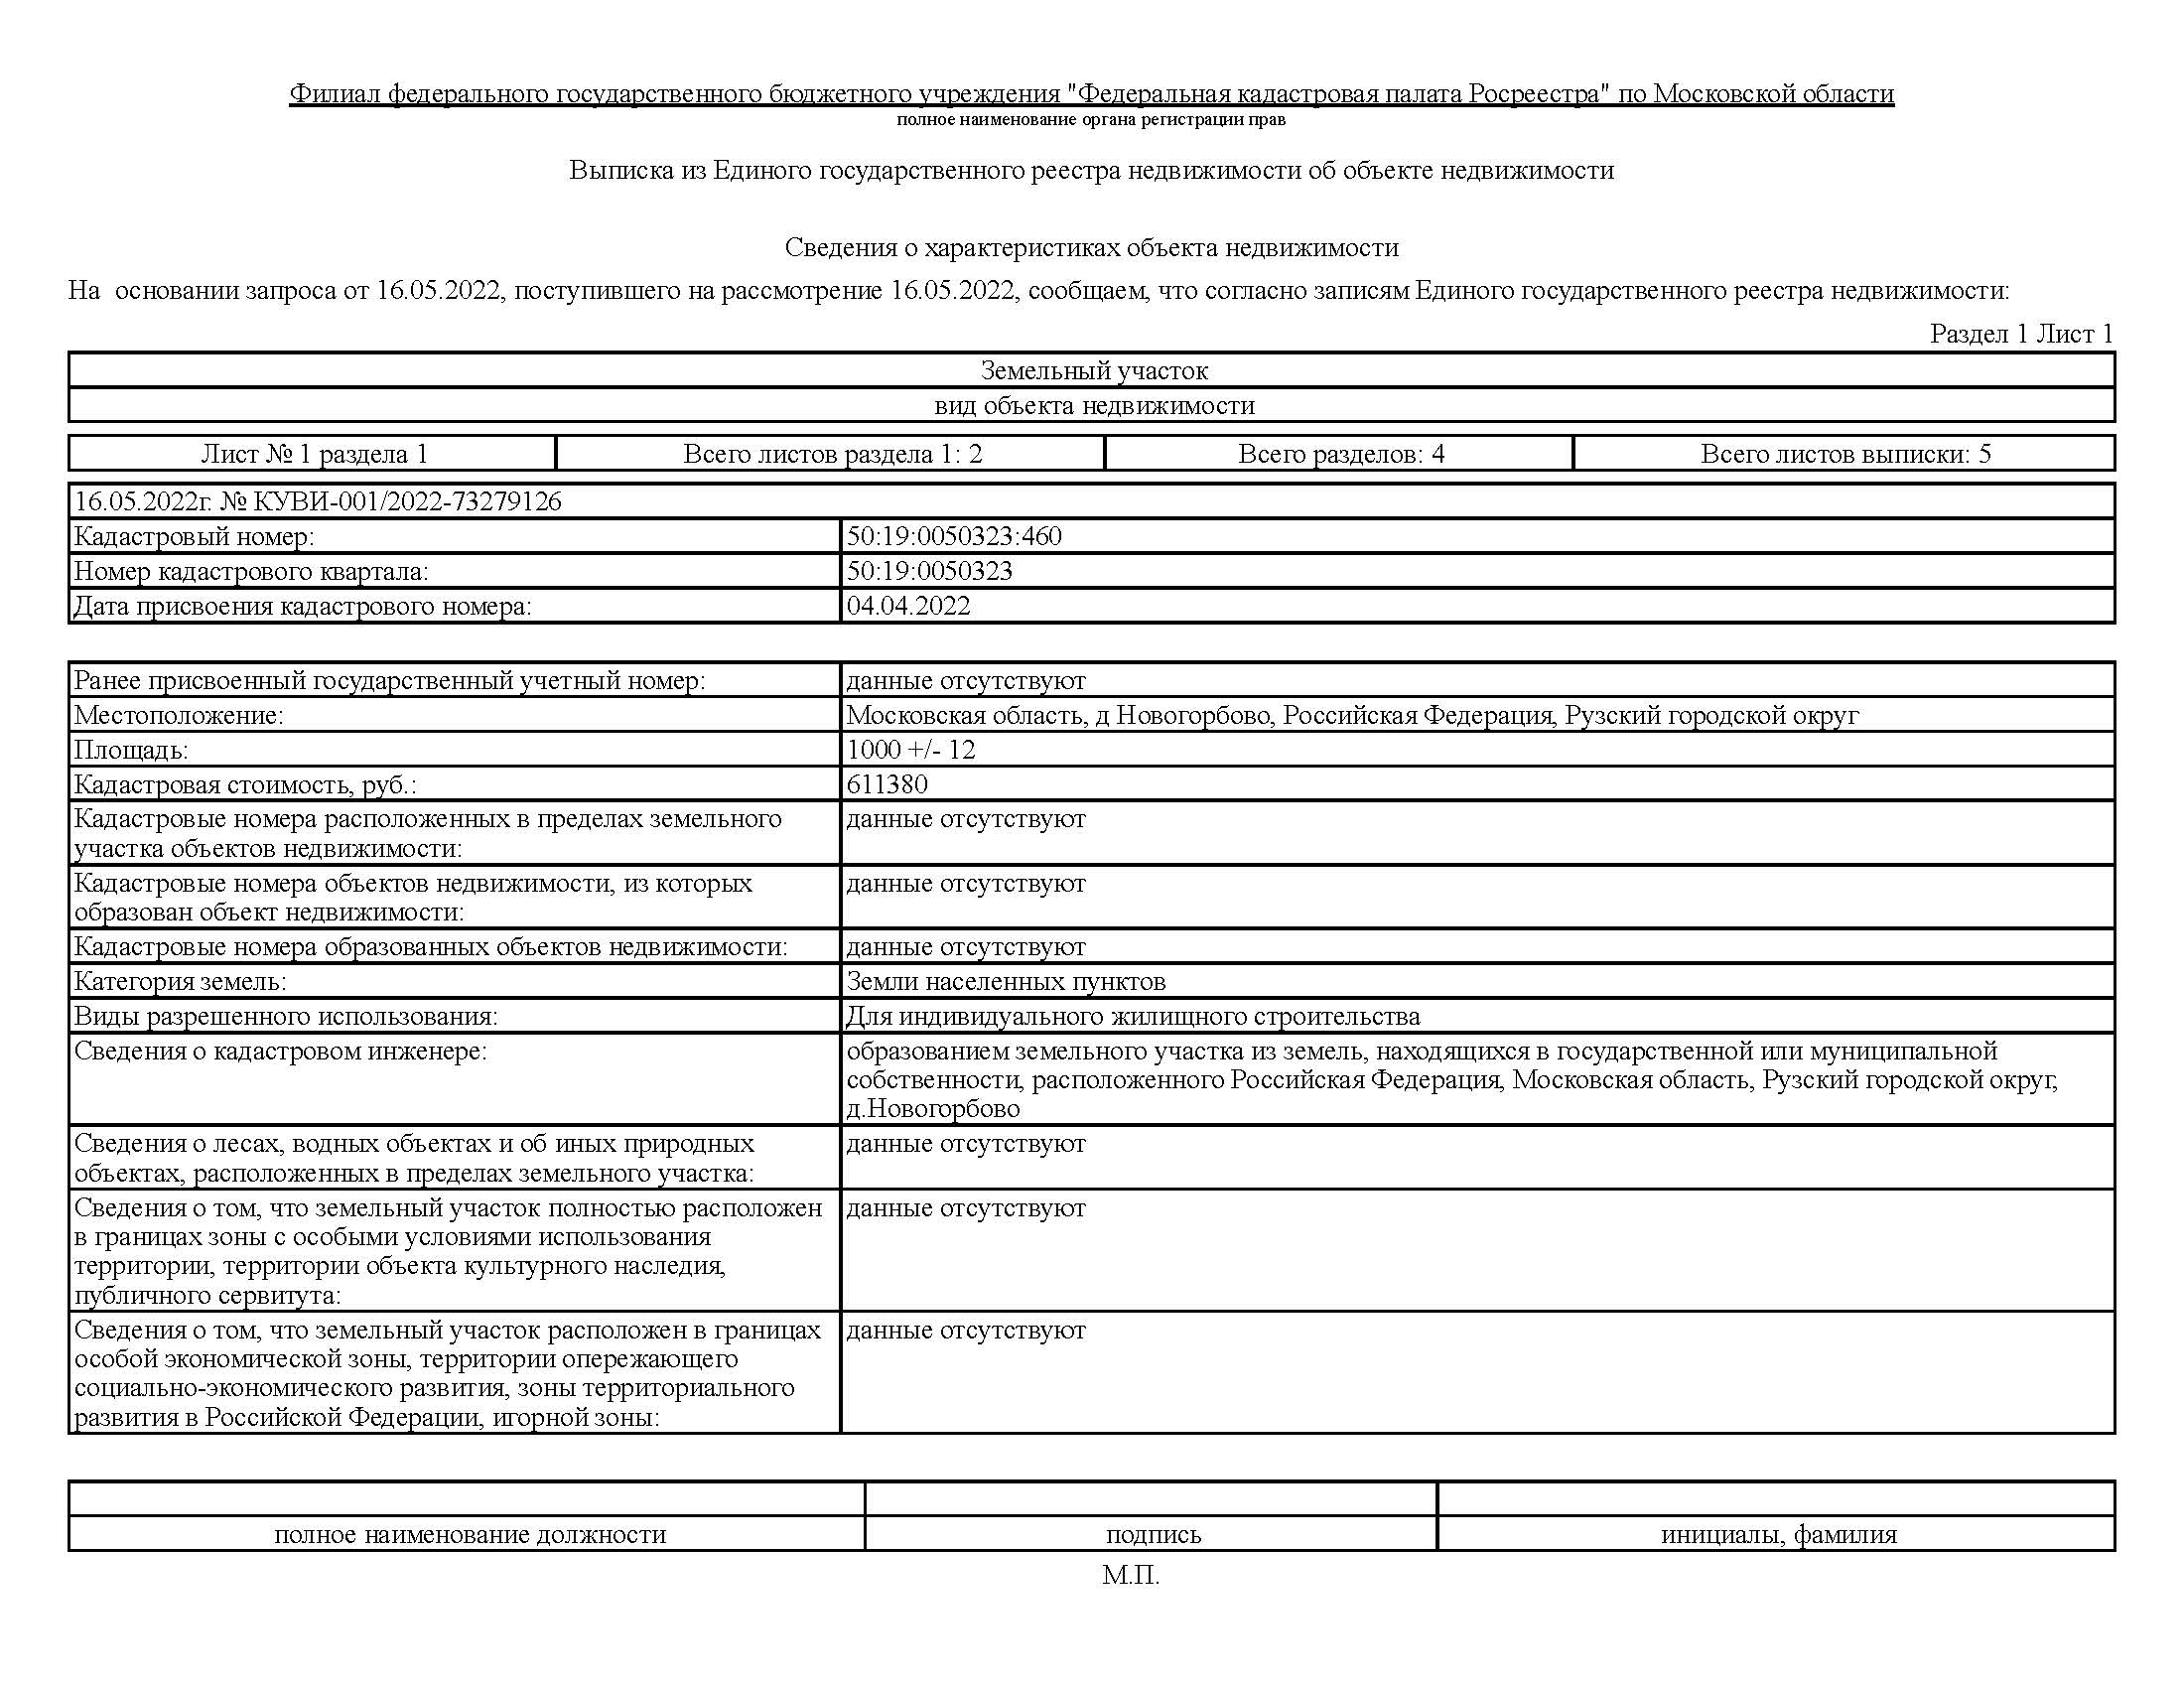 Филиал федерального государственного бюджетного учреждения "Федеральная кадастровая палата Росреестра" по Московской области
полное наименование органа регистрации прав
Выписка из Единого государственного реестра недвижимости об объекте недвижимости
Сведения о характеристиках объекта недвижимости
На основании запроса от 16.05.2022, поступившего на рассмотрение 16.05.2022, сообщаем, что согласно записям Единого государственного реестра недвижимости:
Раздел 1 Лист 1
Земельный участок
вид объекта недвижимости
Лист № 1 раздела 1 Всего листов раздела 1: 2 Всего разделов: 4 Всего листов выписки: 5
16.05.2022г. № КУВИ-001/2022-73279126
Кадастровый номер: 50:19:0050323:460
Номер кадастрового квартала: 50:19:0050323
Дата присвоения кадастрового номера: 04.04.2022
Ранее присвоенный государственный учетный номер: данные отсутствуют
Местоположение: Московская область, д Новогорбово, Российская Федерация, Рузский городской округ
Площадь: 1000 +/- 12
Кадастровая стоимость, руб.: 611380
Кадастровые номера расположенных в пределах земельного данные отсутствуют
участка объектов недвижимости:
Кадастровые номера объектов недвижимости, из которых данные отсутствуют
образован объект недвижимости:
Кадастровые номера образованных объектов недвижимости: данные отсутствуют
Категория земель: Земли населенных пунктов
Виды разрешенного использования: Для индивидуального жилищного строительства
Сведения о кадастровом инженере: образованием земельного участка из земель, находящихся в государственной или муниципальной
собственности, расположенного Российская Федерация, Московская область, Рузский городской округ,
д.Новогорбово
Сведения о лесах, водных объектах и об иных природных данные отсутствуют
объектах, расположенных в пределах земельного участка:
Сведения о том, что земельный участок полностью расположен данные отсутствуют
в границах зоны с особыми условиями использования
территории, территории объекта культурного наследия,
публичного сервитута:
Сведения о том, что земельный участок расположен в границах данные отсутствуют
особой экономической зоны, территории опережающего
социально-экономического развития, зоны территориального
развития в Российской Федерации, игорной зоны:
полное наименование должности подпись инициалы, фамилия
М.П.